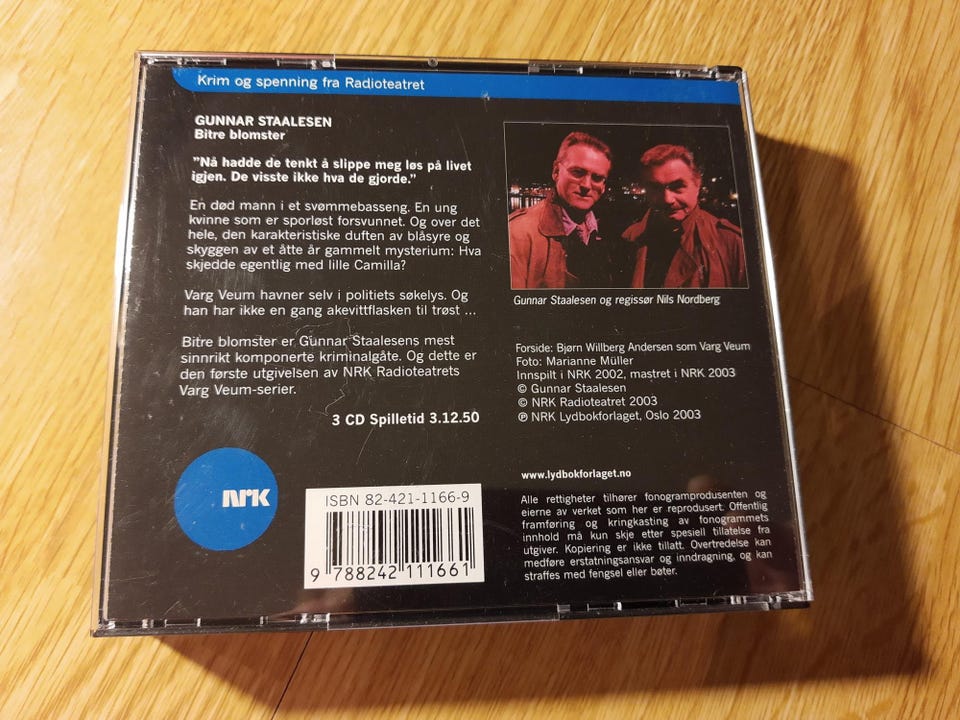 Krim og spenning fra Radioteatret
GUNNAR STAALESEN
Bitre blomster
"Nå hadde de tenkt å slippe meg løs på livet
igjen. De visste ikke hva de gjorde."
En død mann i et svømmebasseng. En ung
kvinne som er sporløst forsvunnet. Og over det
hele, den karakteristiske duften av blåsyre og
skyggen av et åtte år gammelt mysterium: Hva
skjedde egentlig med lille Camilla?
Varg Veum havner selv i politiets søkelys. Og
han har ikke en gang akevittflasken til trøst ...
Bitre blomster er Gunnar Staalesens mest
sinnrikt komponerte kriminalgåte. Og dette er
den første utgivelsen av NRK Radioteatrets
Varg Veum-serier.
3 CD Spilletid 3.12.50
Gunnar Staalesen og regissør Nils Nordberg
Forside: Bjørn Willberg Andersen som Varg Veum
Foto: Marianne Müller
Innspilt i NRK 2002, mastret i NRK 2003
© Gunnar Staalesen
© NRK Radioteatret 2003
℗ NRK Lydbokforlaget, Oslo 2003
NRK
ISBN 82-421-1166-9
9 788242 111661
www.lydbokforlaget.no
Alle rettigheter tilhører fonogramprodusenten og
eierne av verket som her er reprodusert. Offentlig
framføring og kringkasting av fonogrammets
innhold må kun skje etter spesiell tillatelse fra
utgiver. Kopiering er ikke tillatt. Overtredelse kan
medføre erstatningsansvar og inndragning, og kan
straffes med fengsel eller bøter.